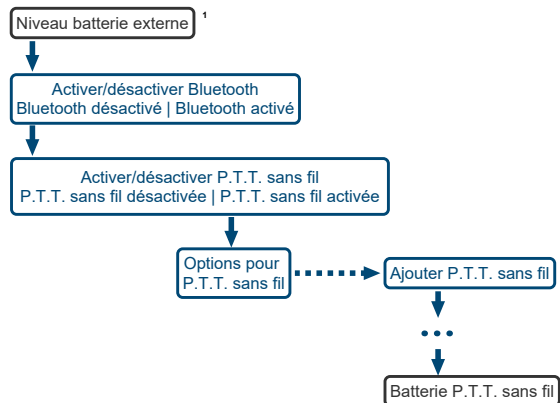 Niveau batterie externe ¹
Activer/désactiver Bluetooth
Bluetooth désactivé | Bluetooth activé
Activer/désactiver P.T.T. sans fil
P.T.T. sans fil désactivée | P.T.T. sans fil activée
Options pour
P.T.T. sans fil
Ajouter P.T.T. sans fil
...
Batterie P.T.T. sans fil